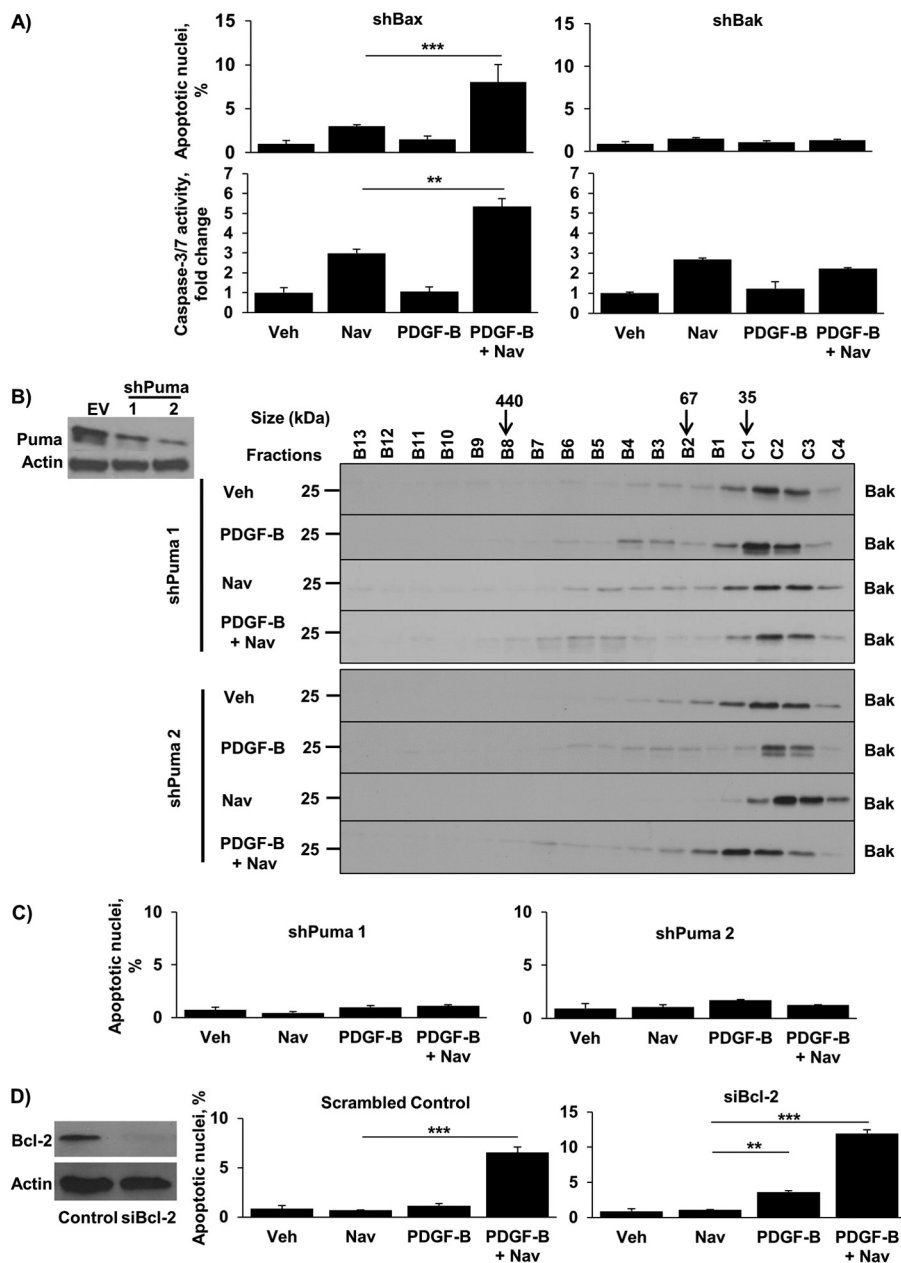 A)
shBax
shBak
Apoptotic nuclei, %
15
10
5
0
15
10
5
0
***
Caspase-3/7 activity, fold change
7
6
5
4
3
2
1
0
7
6
5
4
3
2
1
0
**
Veh Nav PDGF-B PDGF-B + Nav
Veh Nav PDGF-B PDGF-B + Nav
B)
shPuma
EV 1 2
Puma
Actin
Size (kDa) 440 67 35
Fractions B13 B12 B11 B10 B9 B8 B7 B6 B5 B4 B3 B2 B1 C1 C2 C3 C4
shPuma 1
Veh 25 Bak
PDGF-B 25 Bak
Nav 25 Bak
PDGF-B + Nav 25 Bak
shPuma 2
Veh 25 Bak
PDGF-B 25 Bak
Nav 25 Bak
PDGF-B + Nav 25 Bak
C)
Apoptotic nuclei, %
10
5
0
shPuma 1
Veh Nav PDGF-B PDGF-B + Nav
10
5
0
shPuma 2
Veh Nav PDGF-B PDGF-B + Nav
D)
Bcl-2
Actin
Control siBcl-2
Apoptotic nuclei, %
Scrambled Control
10
5
0
***
Veh Nav PDGF-B PDGF-B + Nav
siBcl-2
15
10
5
0
***
**
Veh Nav PDGF-B PDGF-B + Nav